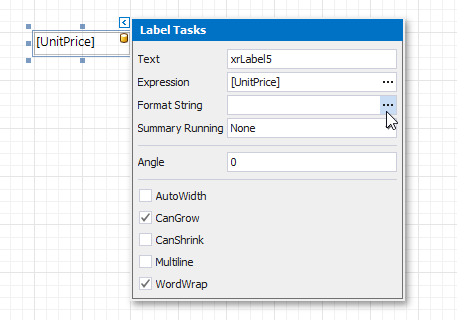 [UnitPrice]
Label Tasks
Text xrLabel5
Expression [UnitPrice] ...
Format String ...
Summary Running None
Angle 0
AutoWidth
CanGrow
CanShrink
Multiline
WordWrap